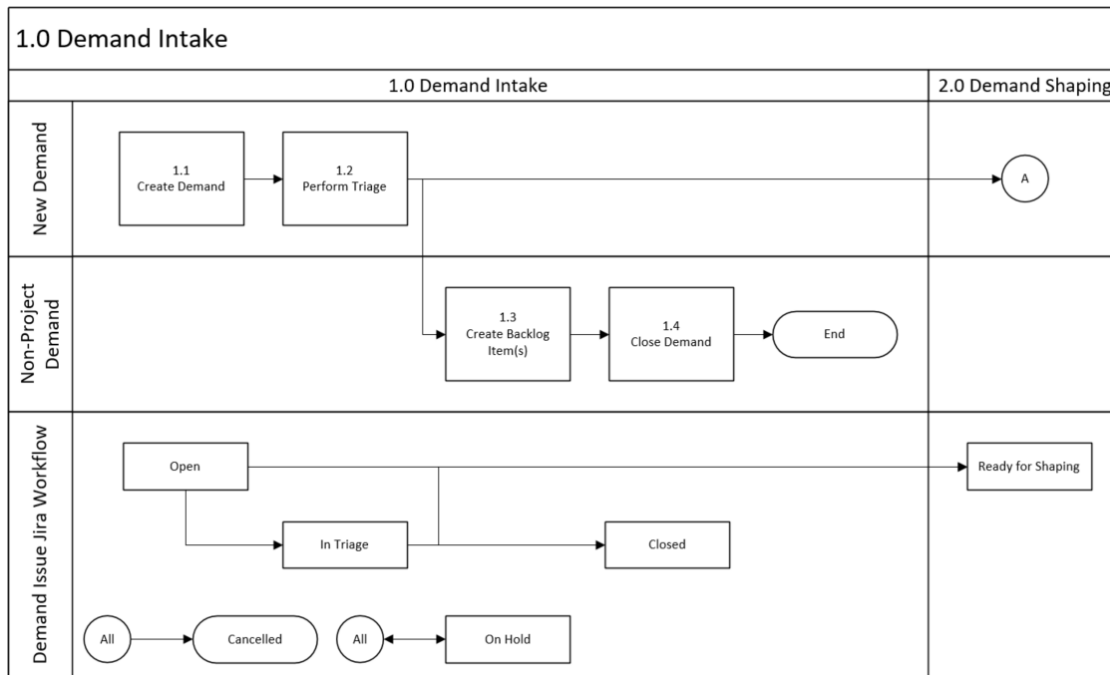 1.0 Demand Intake
1.0 Demand Intake
2.0 Demand Shaping
New Demand
1.1
Create Demand
1.2
Perform Triage
A
Non-Project
Demand
1.3
Create Backlog
Item(s)
1.4
Close Demand
End
Demand Issue Jira Workflow
Open
Ready for Shaping
In Triage
Closed
All
Cancelled
All
On Hold